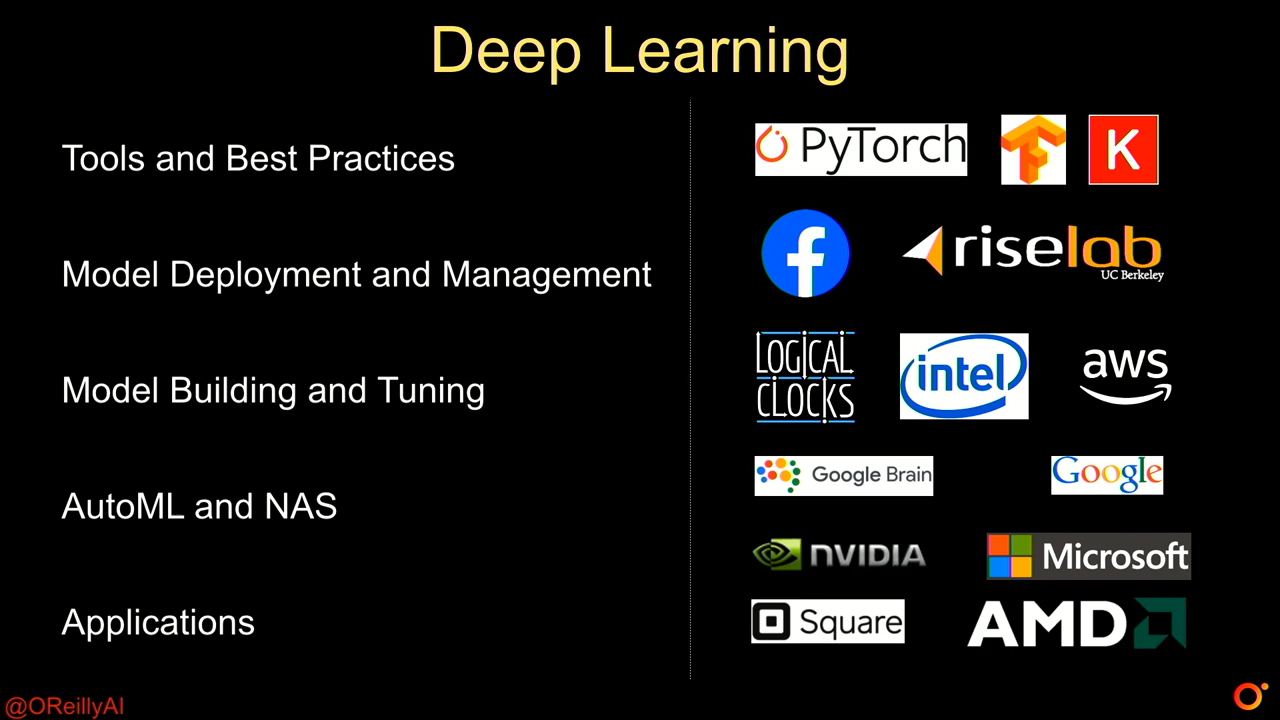 Deep Learning
Tools and Best Practices
Model Deployment and Management
Model Building and Tuning
AutoML and NAS
Applications
PyTorch
K
f
riselab
UC Berkeley
LOGICAL
CLOCKS
intel
aws
Google Brain
Google
NVIDIA
Microsoft
Square
AMD
@OReillyAI